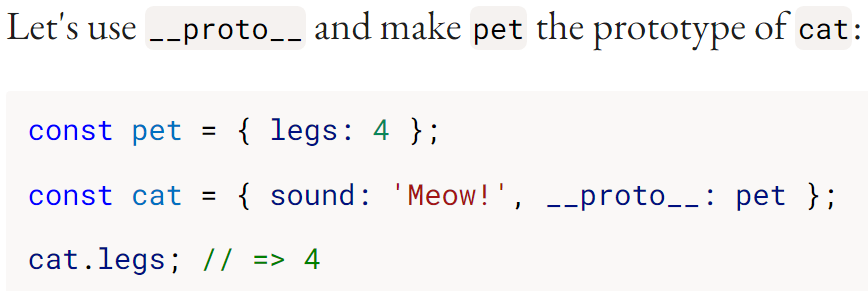 Let's use __proto__ and make pet the prototype of cat:
const pet = { legs: 4 };
const cat = { sound: 'Meow!', __proto__: pet };
cat.legs; // => 4